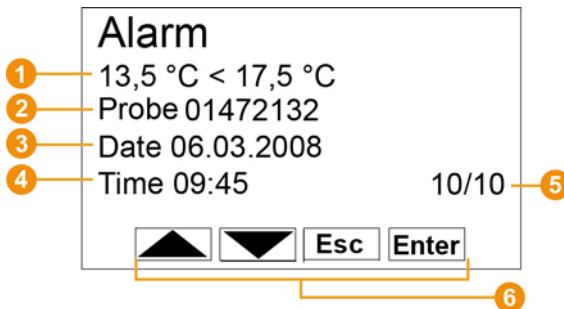 Alarm
1 13,5 °C < 17,5 °C
2 Probe 01472132
3 Date 06.03.2008
4 Time 09:45 10/10 5
Esc Enter
6